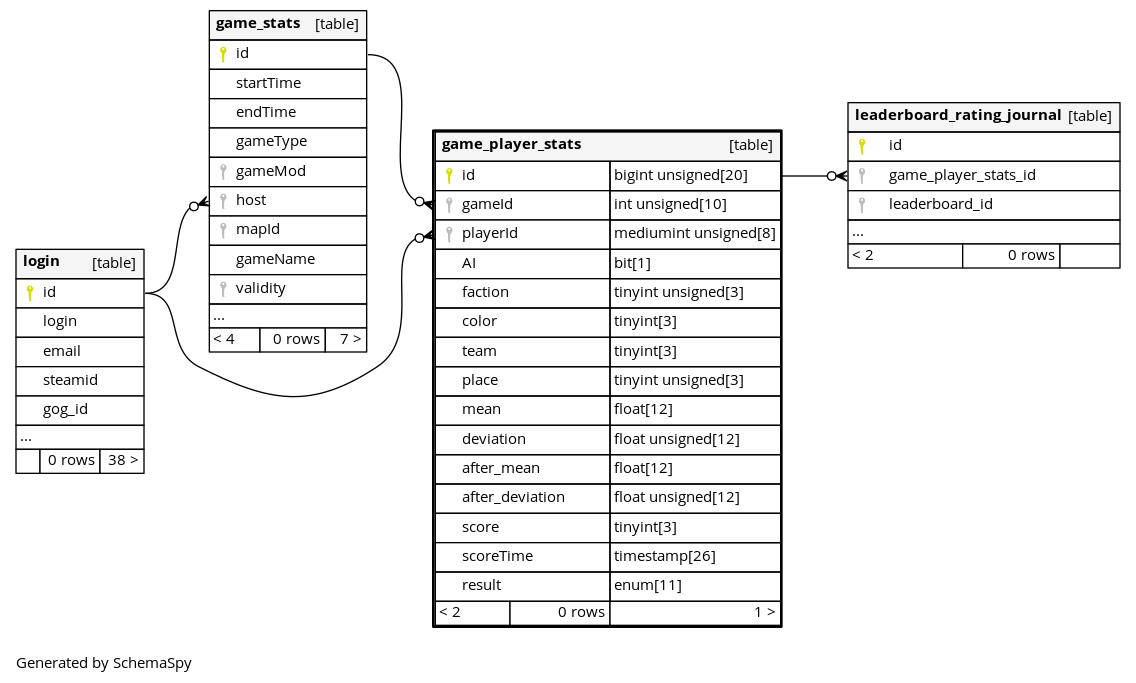 game_stats [table]
id
startTime
endTime
gameType
gameMod
host
mapId
gameName
validity
...
< 4 0 rows 7 >
login [table]
id
login
email
steamid
gog_id
...
0 rows 38 >
game_player_stats [table]
id bigint unsigned[20]
gameId int unsigned[10]
playerId mediumint unsigned[8]
AI bit[1]
faction tinyint unsigned[3]
color tinyint[3]
team tinyint[3]
place tinyint unsigned[3]
mean float[12]
deviation float unsigned[12]
after_mean float[12]
after_deviation float unsigned[12]
score tinyint[3]
scoreTime timestamp[26]
result enum[11]
< 2 0 rows 1 >
leaderboard_rating_journal [table]
id
game_player_stats_id
leaderboard_id
...
< 2 0 rows
Generated by SchemaSpy